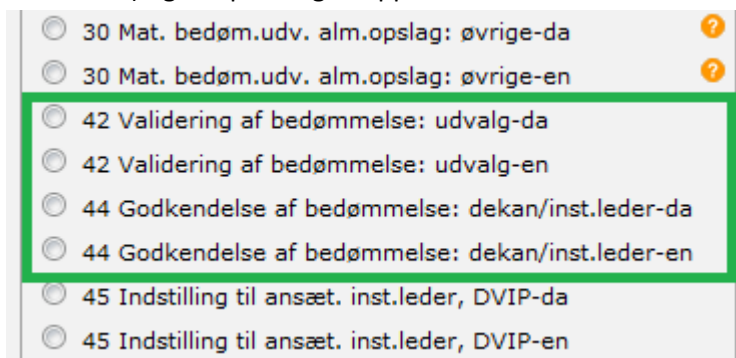 30 Mat. bedøm.udv. alm.opslag: øvrige-da ?
30 Mat. bedøm.udv. alm.opslag: øvrige-en ?
42 Validering af bedømmelse: udvalg-da
42 Validering af bedømmelse: udvalg-en
44 Godkendelse af bedømmelse: dekan/inst.leder-da
44 Godkendelse af bedømmelse: dekan/inst.leder-en
45 Indstilling til ansæt. inst.leder, DVIP-da
45 Indstilling til ansæt. inst.leder, DVIP-en